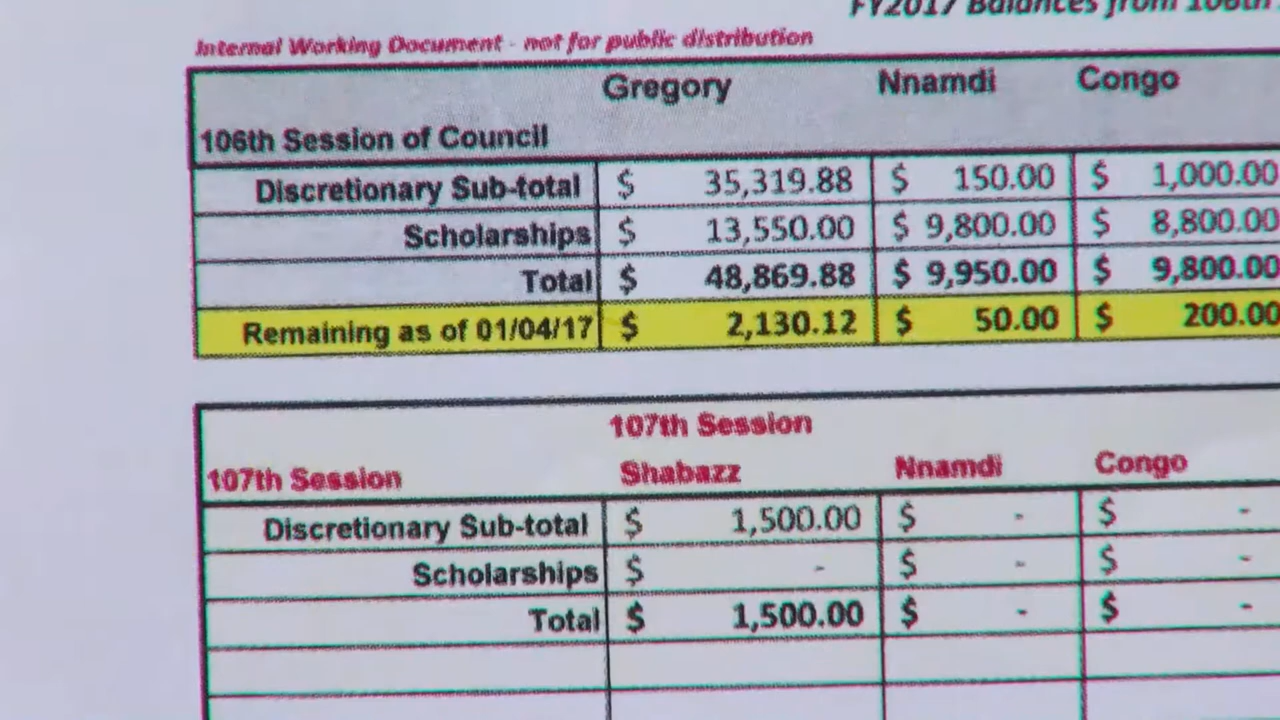 FY2017 Balances from 106th
Internal Working Document - not for public distribution
Gregory Nnamdi Congo
106th Session of Council
Discretionary Sub-total $ 35,319.88 $ 150.00 $ 1,000.00
Scholarships $ 13,550.00 $ 9,800.00 $ 8,800.00
Total $ 48,869.88 $ 9,950.00 $ 9,800.00
Remaining as of 01/04/17 $ 2,130.12 $ 50.00 $ 200.00
107th Session
107th Session Shabazz Nnamdi Congo
Discretionary Sub-total $ 1,500.00 $ - $ -
Scholarships $ - $ - $ -
Total $ 1,500.00 $ - $ -